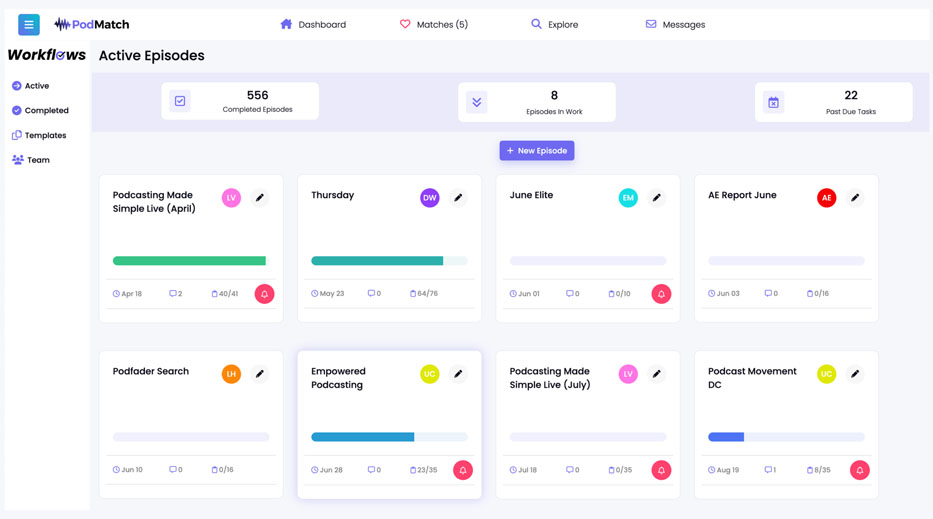 PodMatch
Dashboard
Matches (5)
Explore
Messages
Workflows
Active
Completed
Templates
Team
Active Episodes
556
Completed Episodes
8
Episodes In Work
22
Past Due Tasks
+ New Episode
Podcasting Made
Simple Live (April)
LV
Apr 18
2
40/41
Thursday
DW
May 23
0
64/76
June Elite
EM
Jun 01
0
0/10
AE Report June
AE
Jun 03
0
0/16
Podfader Search
LH
Jun 10
0
0/16
Empowered
Podcasting
UC
Jun 28
0
23/35
Podcasting Made
Simple Live (July)
LV
Jul 18
0
0/35
Podcast Movement
DC
UC
Aug 19
1
8/35